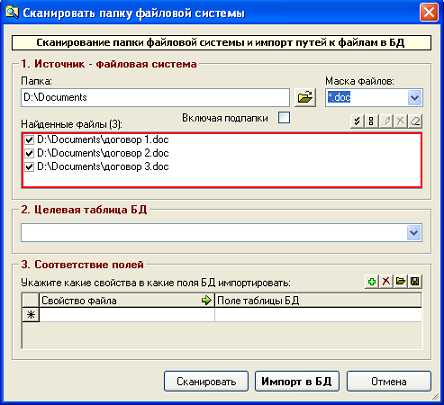 Сканировать папку файловой системы
Сканирование папки файловой системы и импорт путей к файлам в БД
1. Источник - файловая система
Папка:
Маска файлов:
D:\Documents
*.doc
Включая подпапки
Найденные файлы (3):
D:\Documents\договор 1.doc
D:\Documents\договор 2.doc
D:\Documents\договор 3.doc
2. Целевая таблица БД
3. Соответствие полей
Укажите какие свойства в какие поля БД импортировать:
Свойство файла
Поле таблицы БД
Сканировать
Импорт в БД
Отмена